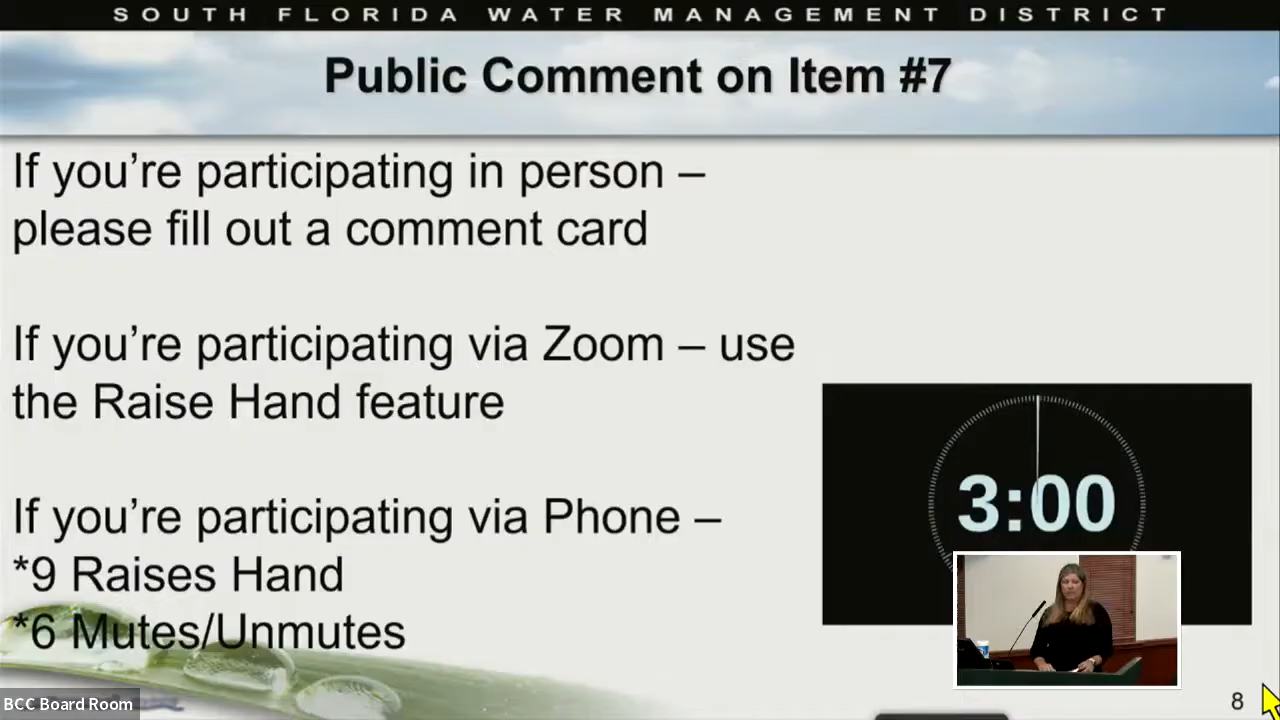 SOUTH FLORIDA WATER MANAGEMENT DISTRICT
Public Comment on Item #7
If you're participating in person –
please fill out a comment card
If you're participating via Zoom – use
the Raise Hand feature
If you're participating via Phone –
*9 Raises Hand
*6 Mutes/Unmutes
3:00
BCC Board Room
8